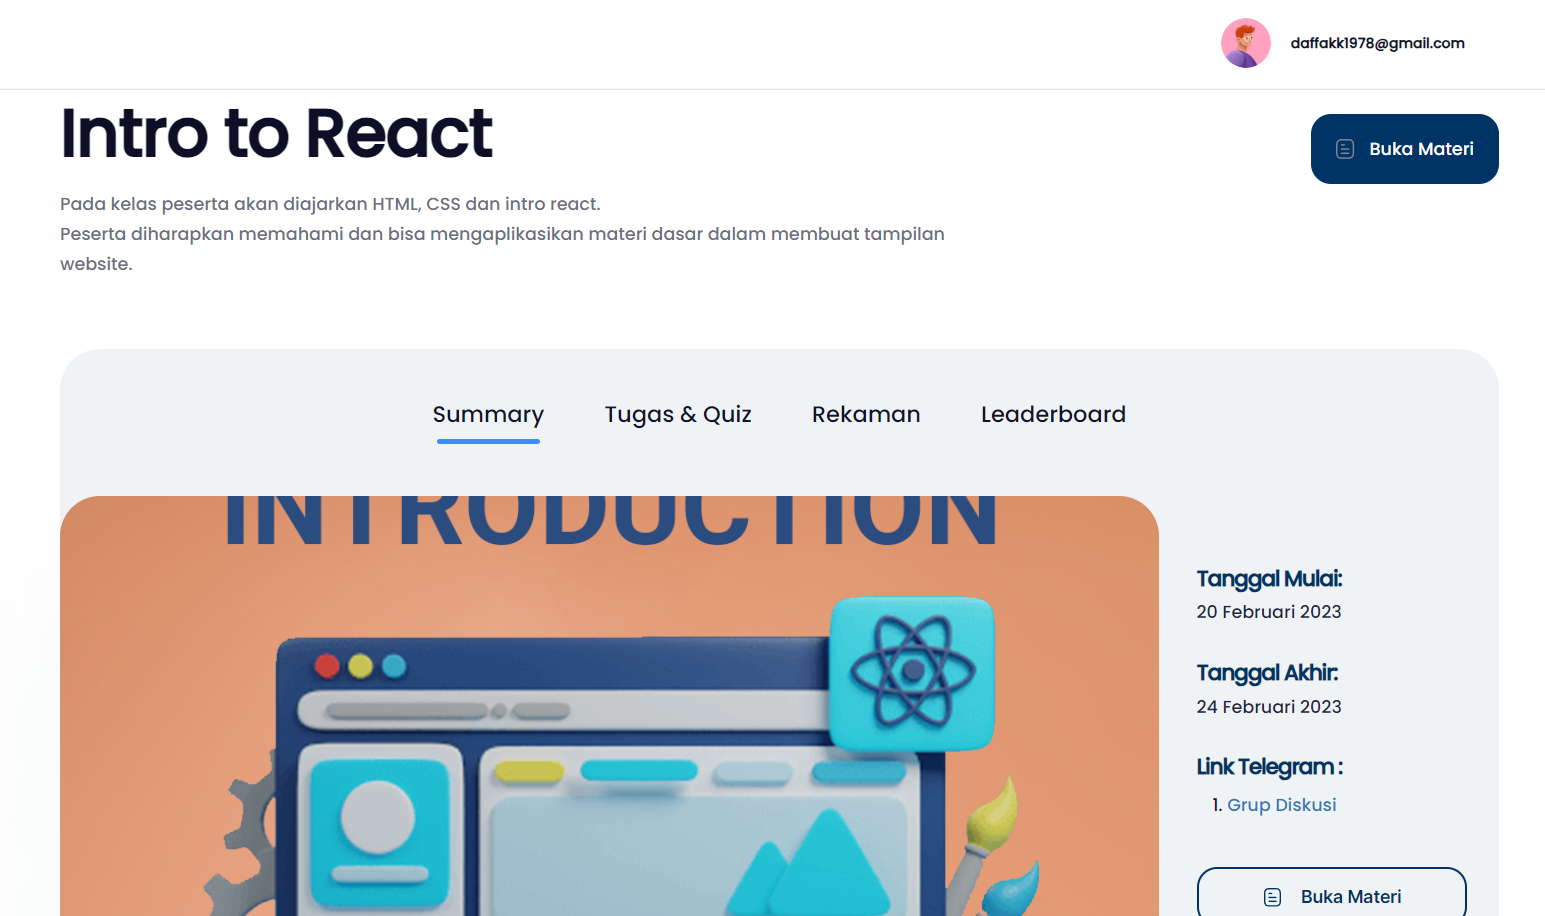 daffakk1978@gmail.com
Intro to React
Buka Materi
Pada kelas peserta akan diajarkan HTML, CSS dan intro react.
Peserta diharapkan memahami dan bisa mengaplikasikan materi dasar dalam membuat tampilan
website.
Summary
Tugas & Quiz
Rekaman
Leaderboard
INTRODUCTION
Tanggal Mulai:
20 Februari 2023
Tanggal Akhir:
24 Februari 2023
Link Telegram :
1. Grup Diskusi
Buka Materi